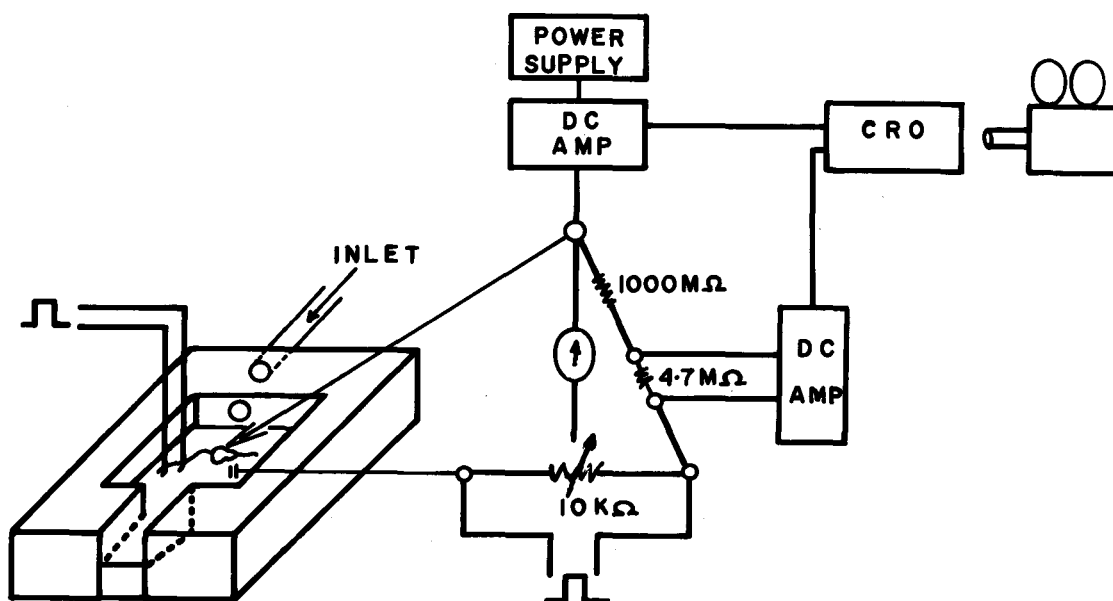 POWER
SUPPLY
DC
AMP
CRO
INLET
1000MΩ
4·7MΩ
DC
AMP
10KΩ